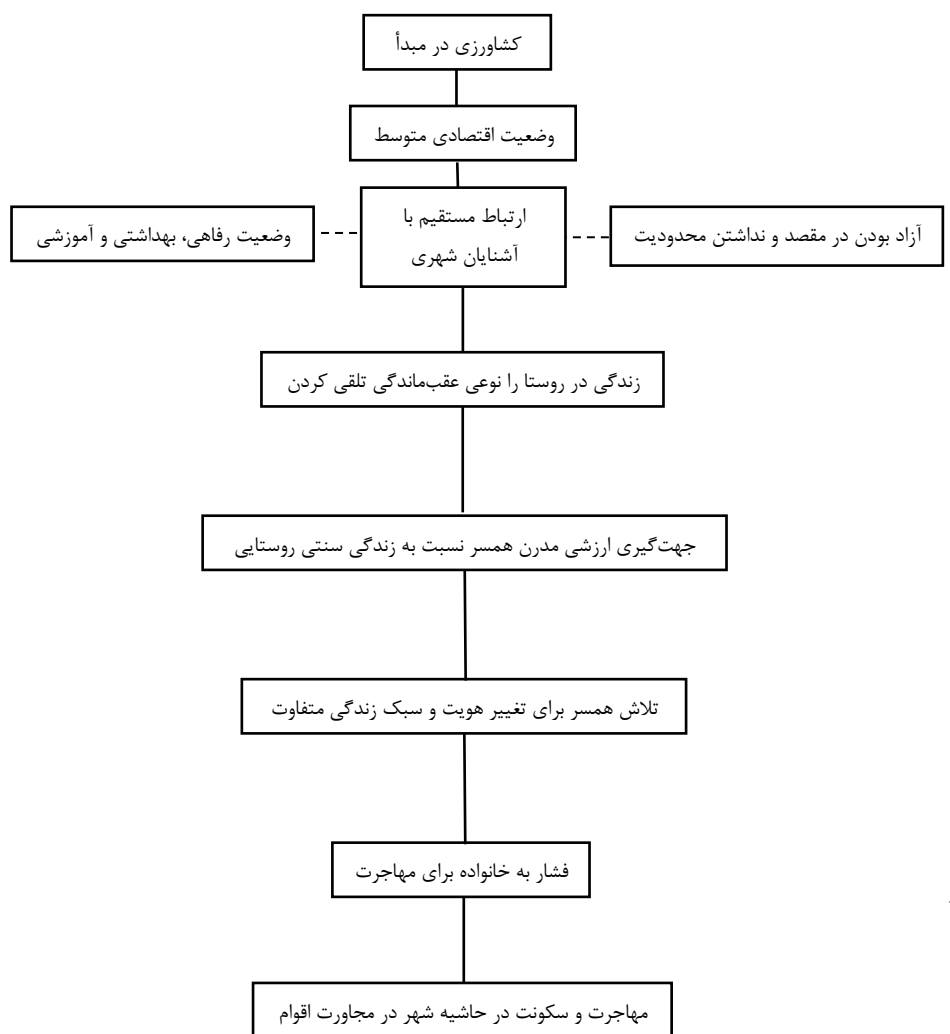 کشاورزی در مبدأ
وضعیت اقتصادی متوسط
ارتباط مستقیم با
آشنایان شهری
آزاد بودن در مقصد و نداشتن محدودیت
وضعیت رفاهی، بهداشتی و آموزشی
زندگی در روستا را نوعی عقب‌ماندگی تلقی کردن
جهت‌گیری ارزشی مدرن همسر نسبت به زندگی سنتی روستایی
تلاش همسر برای تغییر هویت و سبک زندگی متفاوت
فشار به خانواده برای مهاجرت
مهاجرت و سکونت در حاشیه شهر در مجاورت اقوام